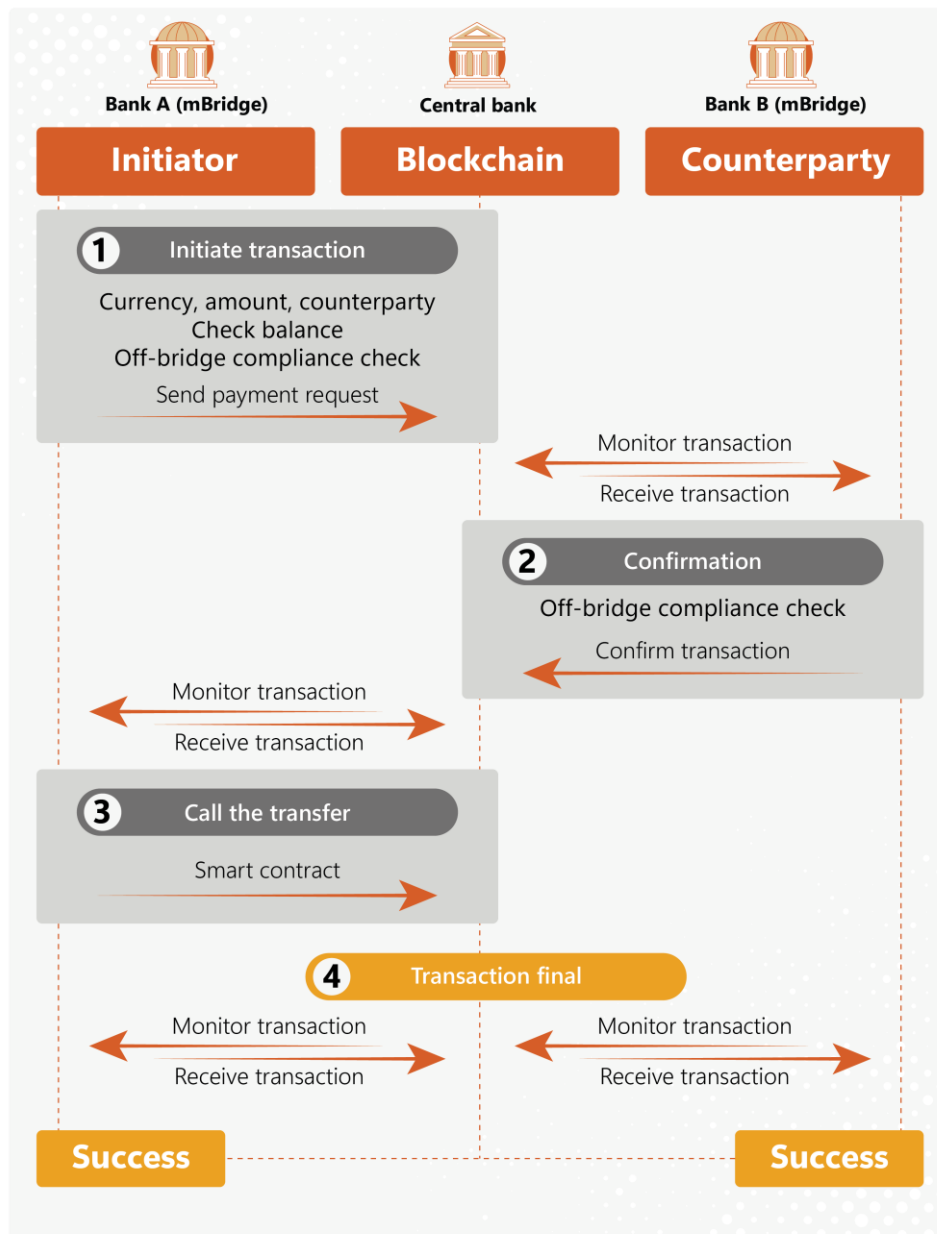 Bank A (mBridge)
Central bank
Bank B (mBridge)
Initiator
Blockchain
Counterparty
1 Initiate transaction
Currency, amount, counterparty
Check balance
Off-bridge compliance check
Send payment request
Monitor transaction
Receive transaction
2 Confirmation
Off-bridge compliance check
Confirm transaction
Monitor transaction
Receive transaction
3 Call the transfer
Smart contract
4 Transaction final
Monitor transaction
Receive transaction
Monitor transaction
Receive transaction
Success
Success